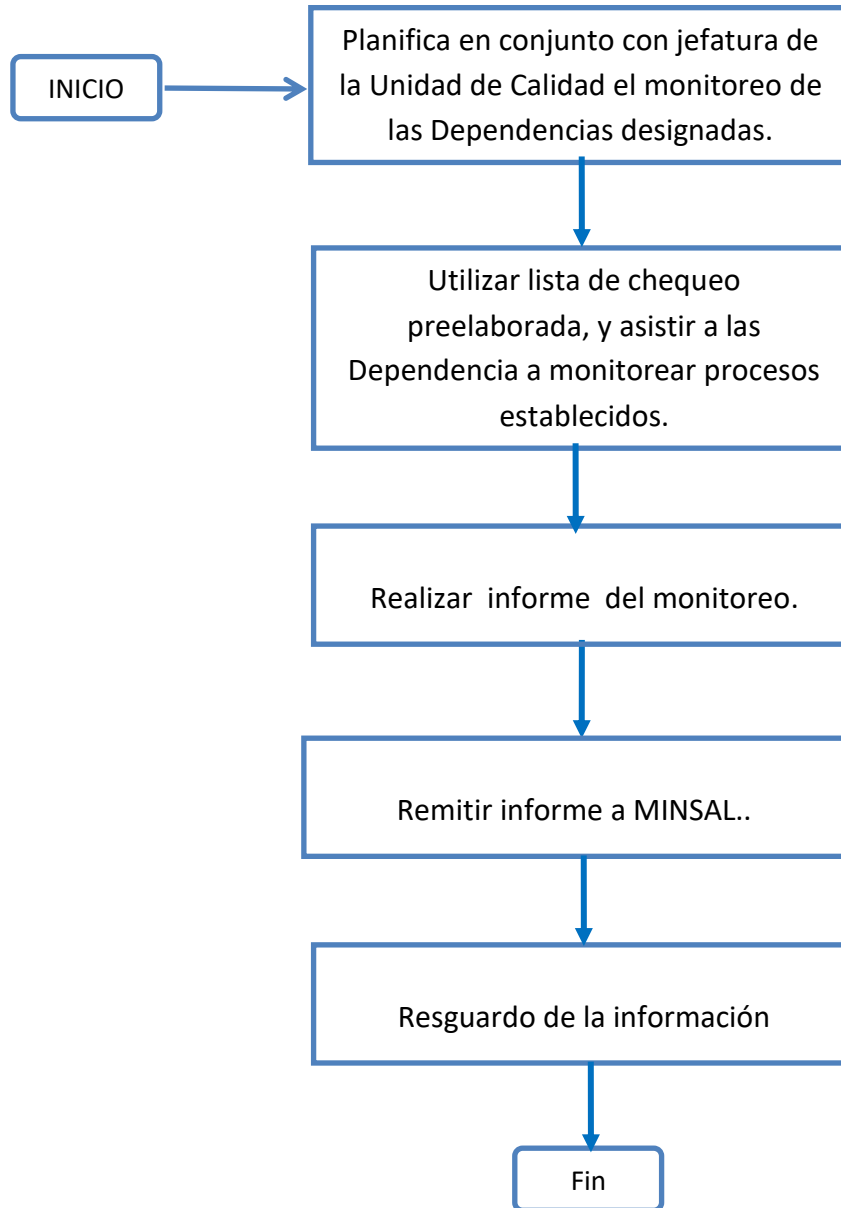 INICIO
Planifica en conjunto con jefatura de
la Unidad de Calidad el monitoreo de
las Dependencias designadas.
Utilizar lista de chequeo
preelaborada, y asistir a las
Dependencia a monitorear procesos
establecidos.
Realizar informe del monitoreo.
Remitir informe a MINSAL..
Resguardo de la información
Fin